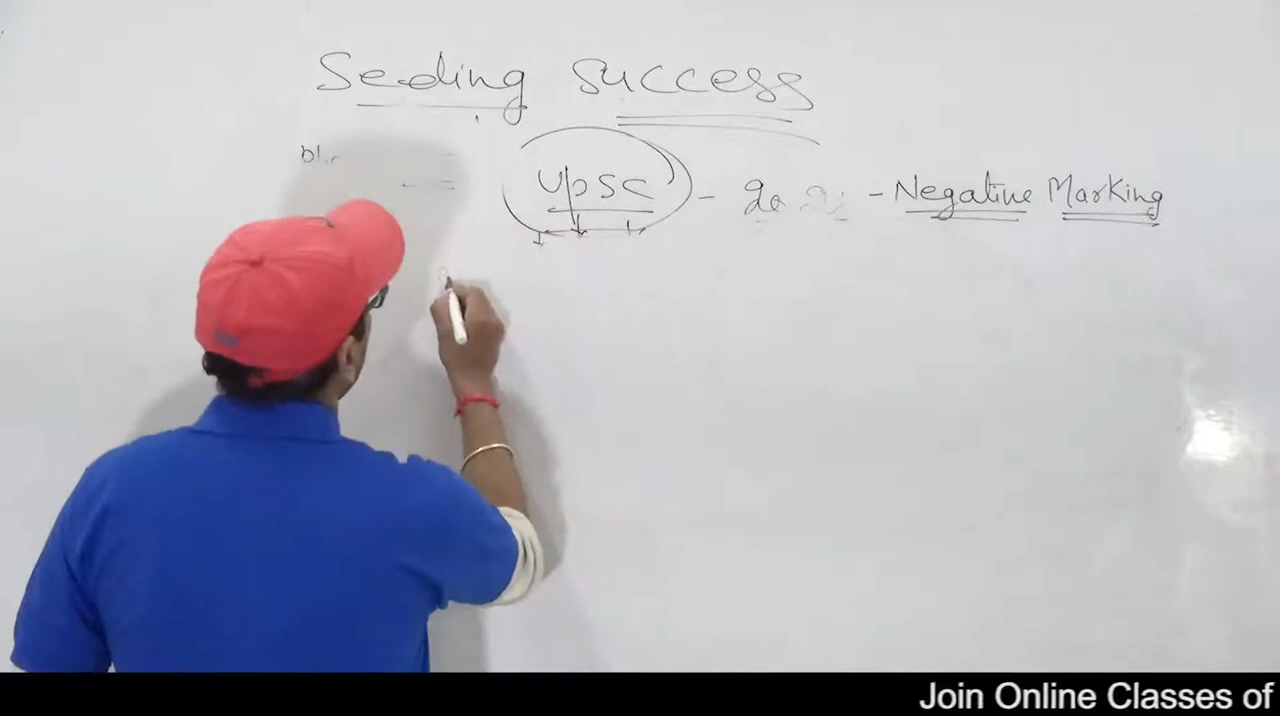 Seeding Success
UPSC - - Negative Marking
Join Online Classes of